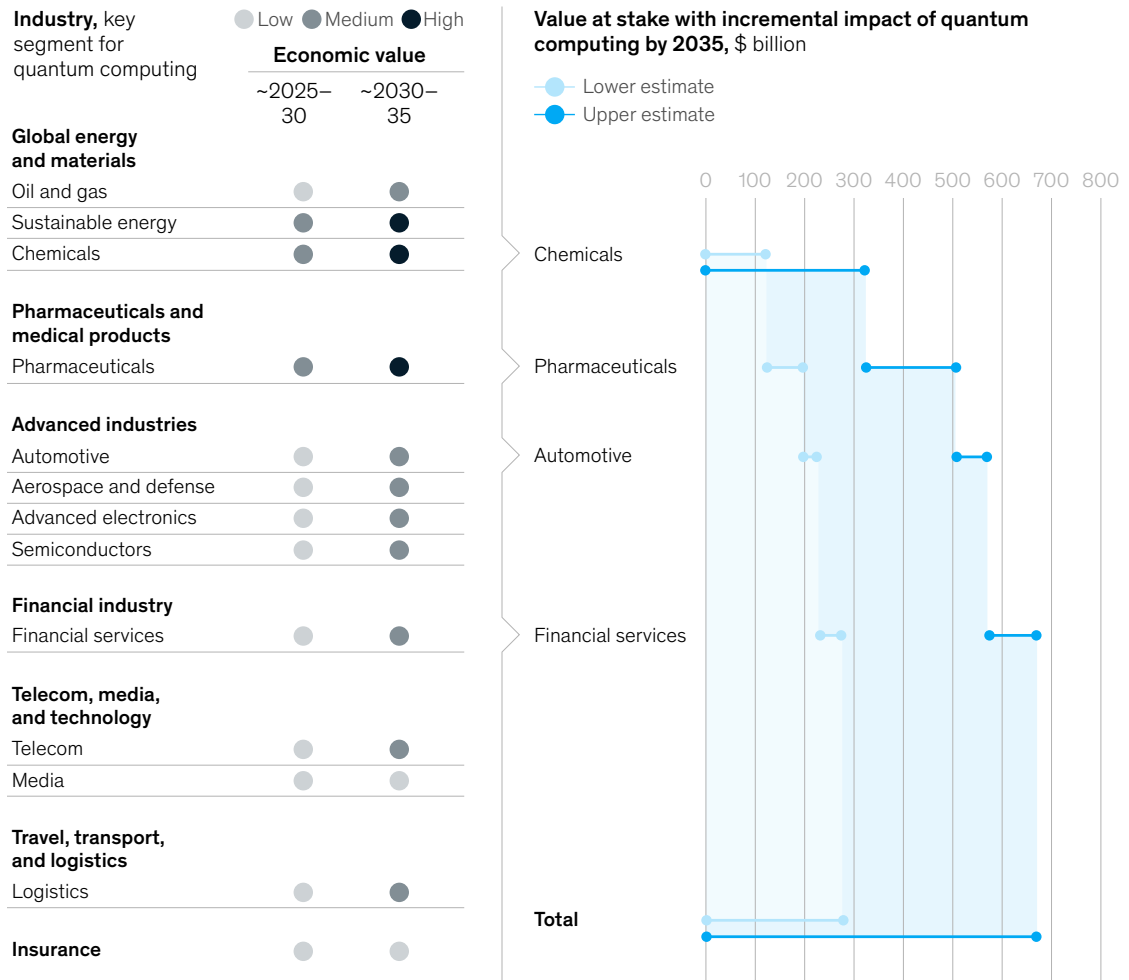 Industry, key
segment for
quantum computing
Low Medium High
Economic value
~2025–
30
~2030–
35
Global energy
and materials
Oil and gas
Sustainable energy
Chemicals
Pharmaceuticals and
medical products
Pharmaceuticals
Advanced industries
Automotive
Aerospace and defense
Advanced electronics
Semiconductors
Financial industry
Financial services
Telecom, media,
and technology
Telecom
Media
Travel, transport,
and logistics
Logistics
Insurance
Value at stake with incremental impact of quantum
computing by 2035, $ billion
Lower estimate
Upper estimate
0 100 200 300 400 500 600 700 800
Chemicals
Pharmaceuticals
Automotive
Financial services
Total